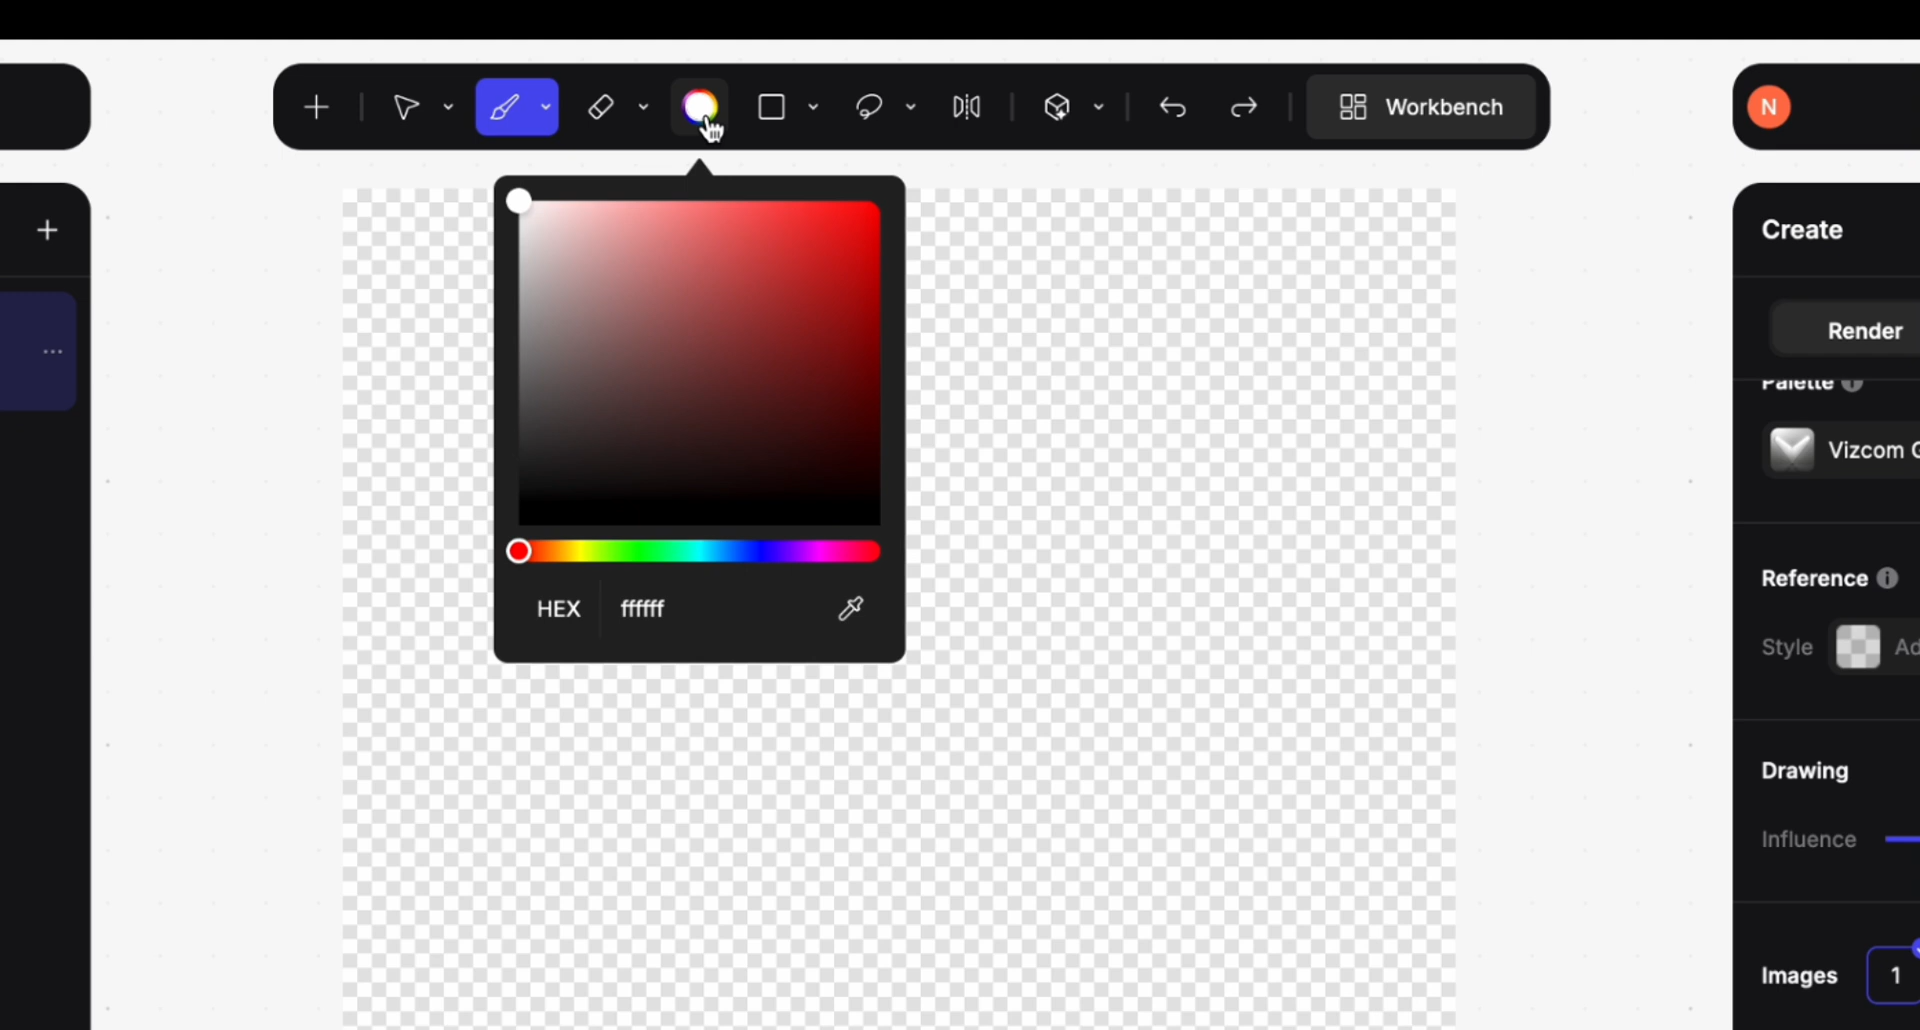 Workbench
N
Create
Render
Palette
Vizcom
Reference
Style
HEX ffffff
Drawing
Influence
Images 1